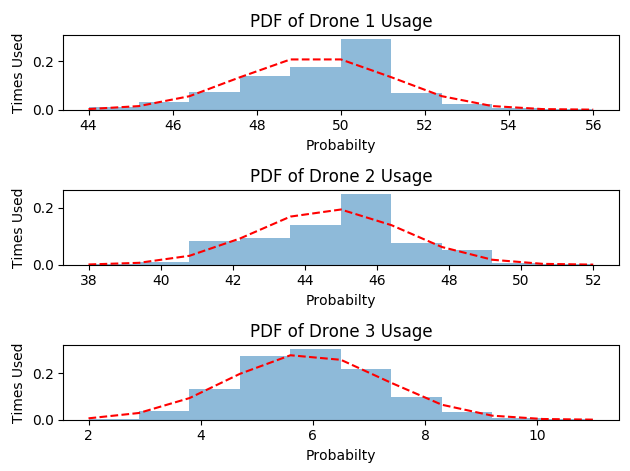 PDF of Drone 1 Usage
Times Used
0.2
0.0
44 46 48 50 52 54 56
Probabilty
PDF of Drone 2 Usage
Times Used
0.2
0.0
38 40 42 44 46 48 50 52
Probabilty
PDF of Drone 3 Usage
Times Used
0.2
0.0
2 4 6 8 10
Probabilty